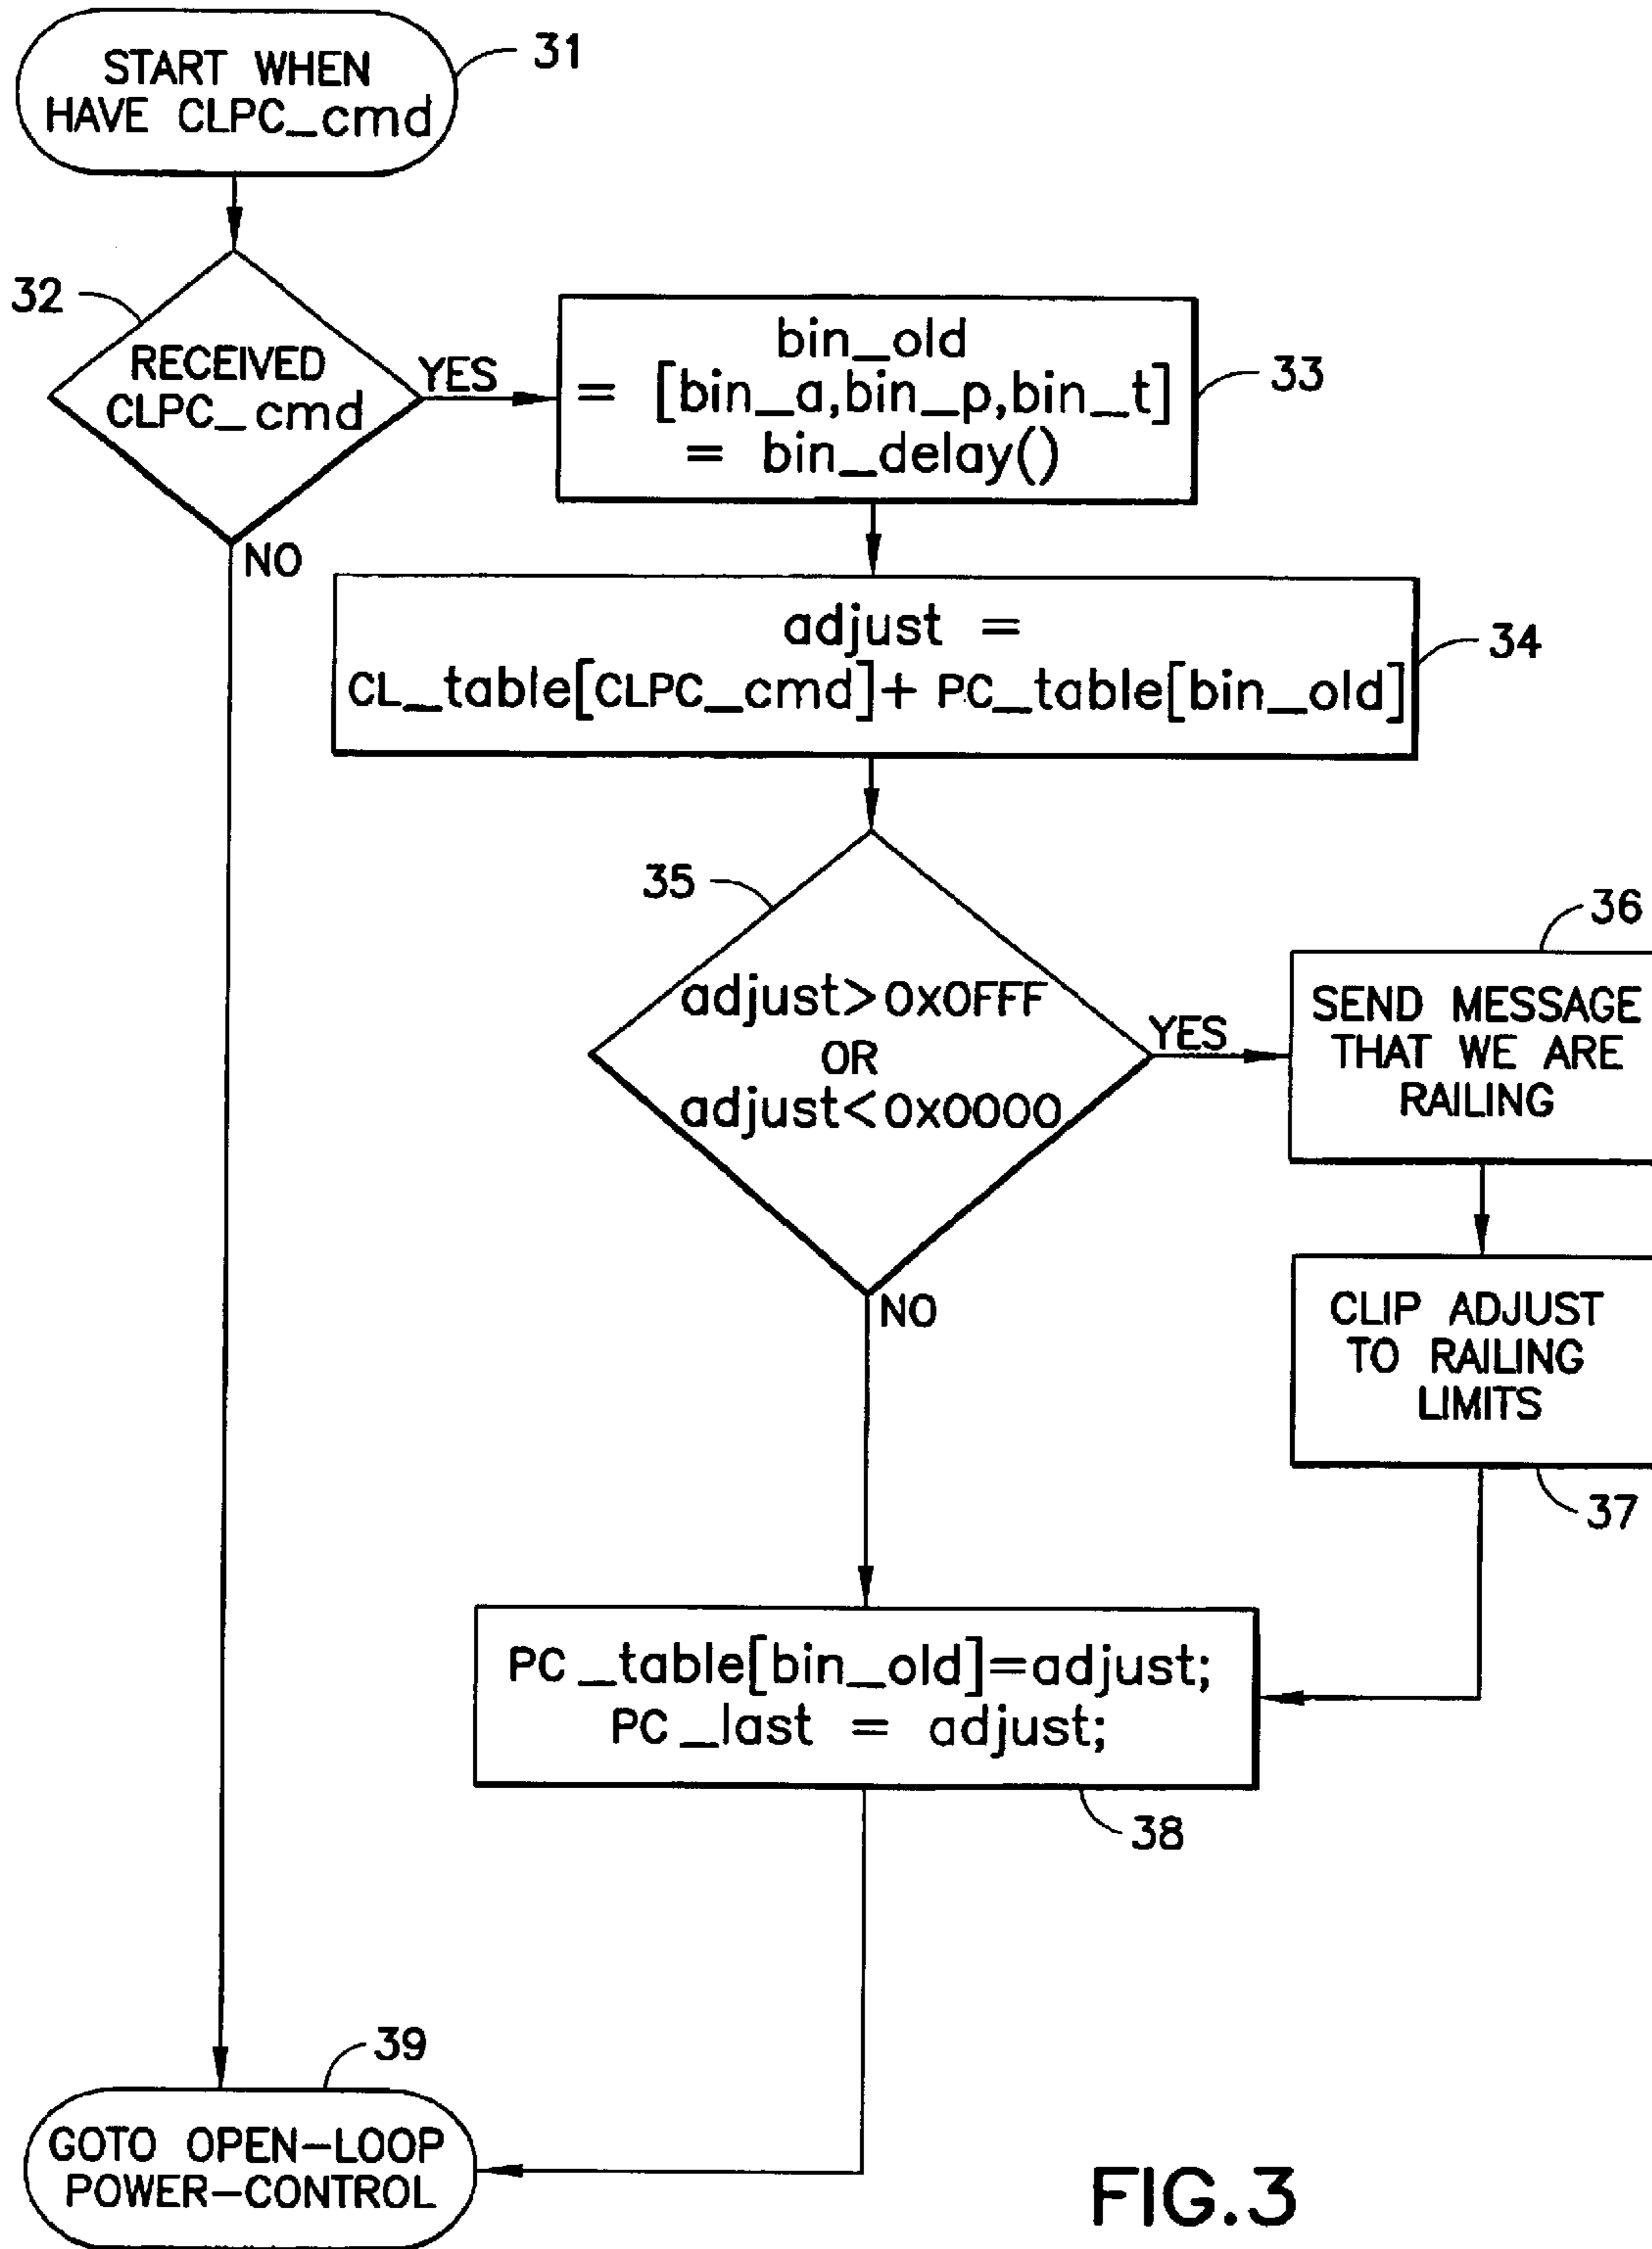 START WHEN
HAVE CLPC_cmd
31
32
RECEIVED
CLPC_cmd
YES
NO
bin_old
= [bin_a,bin_p,bin_t]
= bin_delay()
33
adjust =
CL_table[CLPC_cmd]+ PC_table[bin_old]
34
35
adjust>0x0FFF
OR
adjust<0x0000
YES
NO
36
SEND MESSAGE
THAT WE ARE
RAILING
CLIP ADJUST
TO RAILING
LIMITS
37
PC_table[bin_old]=adjust;
PC_last = adjust;
38
39
GOTO OPEN-LOOP
POWER-CONTROL
FIG.3